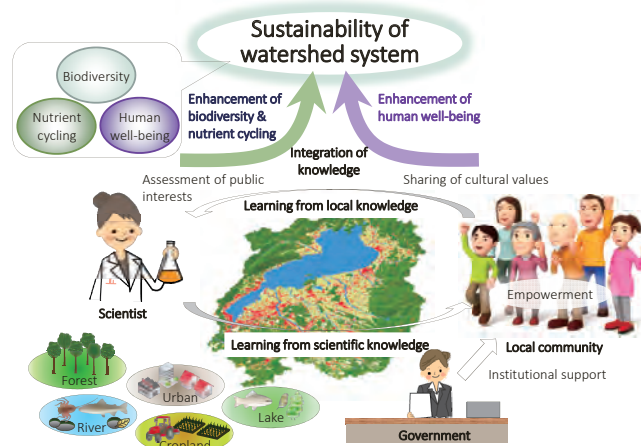 Sustainability of
watershed system
Biodiversity
Nutrient
cycling
Human
well-being
Enhancement of
biodiversity &
nutrient cycling
Enhancement of
human well-being
Integration of
knowledge
Assessment of public
interests
Sharing of cultural values
Learning from local knowledge
Scientist
Empowerment
Learning from scientific knowledge
Local community
Institutional support
Forest
Urban
River
Lake
Cropland
Government